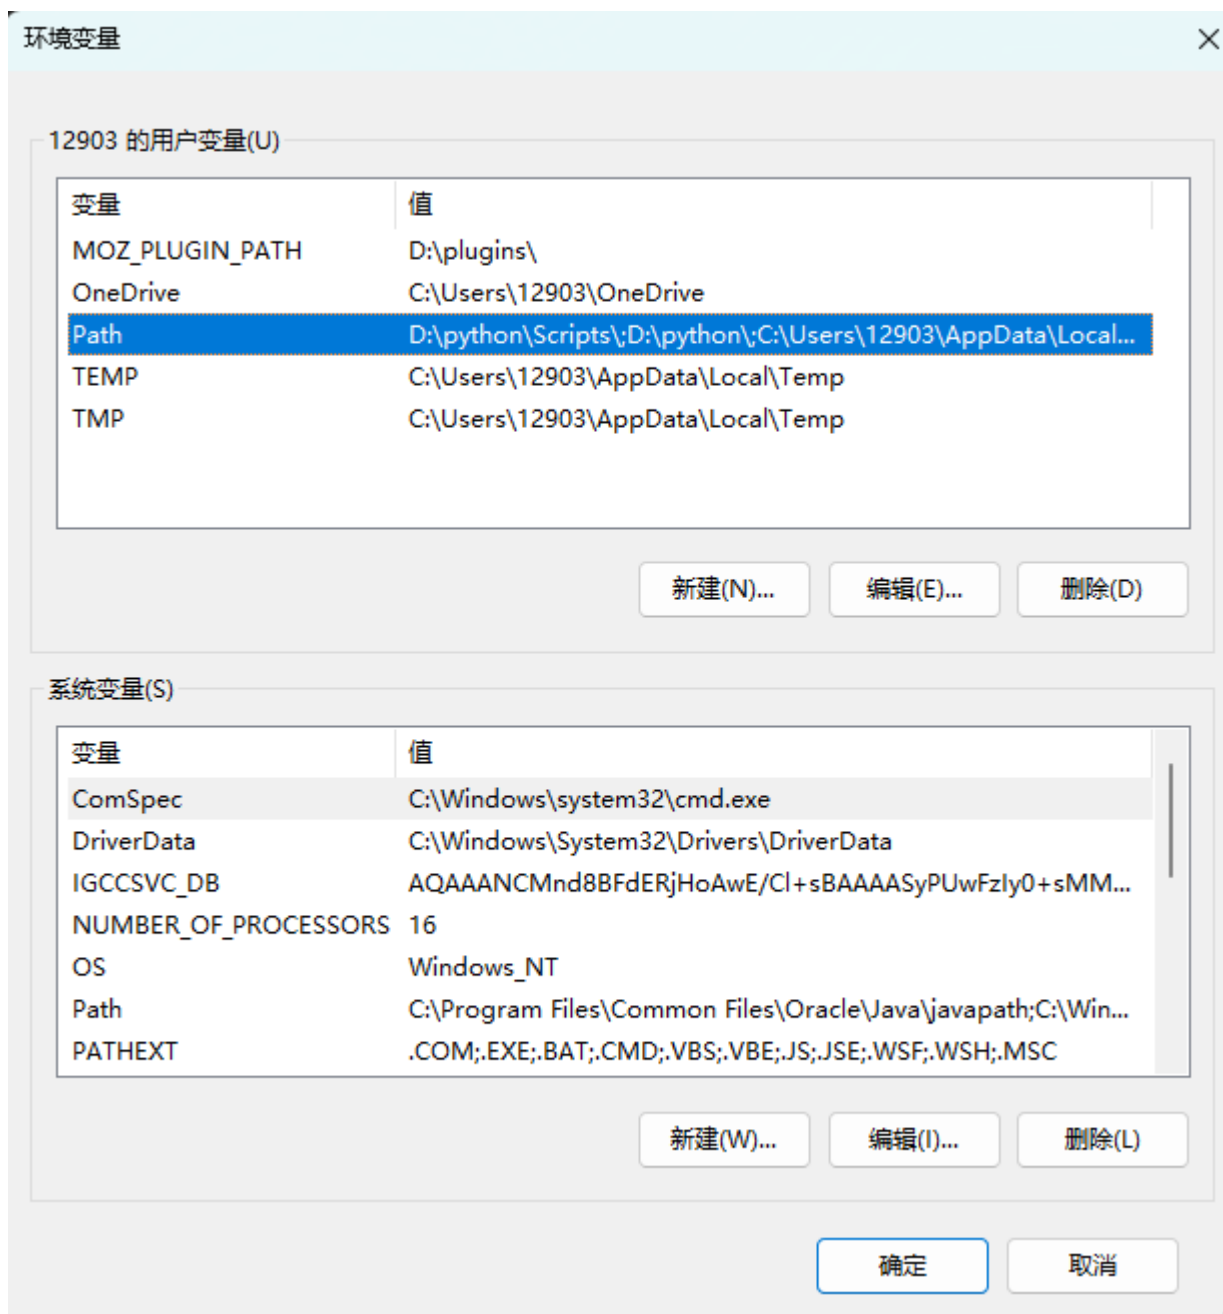 环境变量
12903 的用户变量(U)
变量 值
MOZ_PLUGIN_PATH D:\plugins\
OneDrive C:\Users\12903\OneDrive
Path D:\python\Scripts\;D:\python\;C:\Users\12903\AppData\Local...
TEMP C:\Users\12903\AppData\Local\Temp
TMP C:\Users\12903\AppData\Local\Temp
新建(N)... 编辑(E)... 删除(D)
系统变量(S)
变量 值
ComSpec C:\Windows\system32\cmd.exe
DriverData C:\Windows\System32\Drivers\DriverData
IGCCSVC_DB AQAAANCMnd8BFdERjHoAwE/Cl+sBAAAASyPUwFzIy0+sMM...
NUMBER_OF_PROCESSORS 16
OS Windows_NT
Path C:\Program Files\Common Files\Oracle\Java\javapath;C:\Win...
PATHEXT .COM;.EXE;.BAT;.CMD;.VBS;.VBE;.JS;.JSE;.WSF;.WSH;.MSC
新建(W)... 编辑(I)... 删除(L)
确定 取消